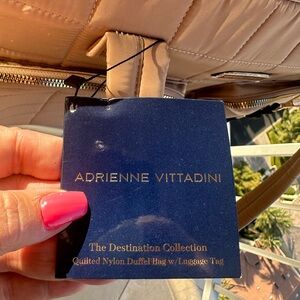 ADRIENNE VITTADINI
The Destination Collection
Quilted Nylon Duffel Bag w/Luggage Tag